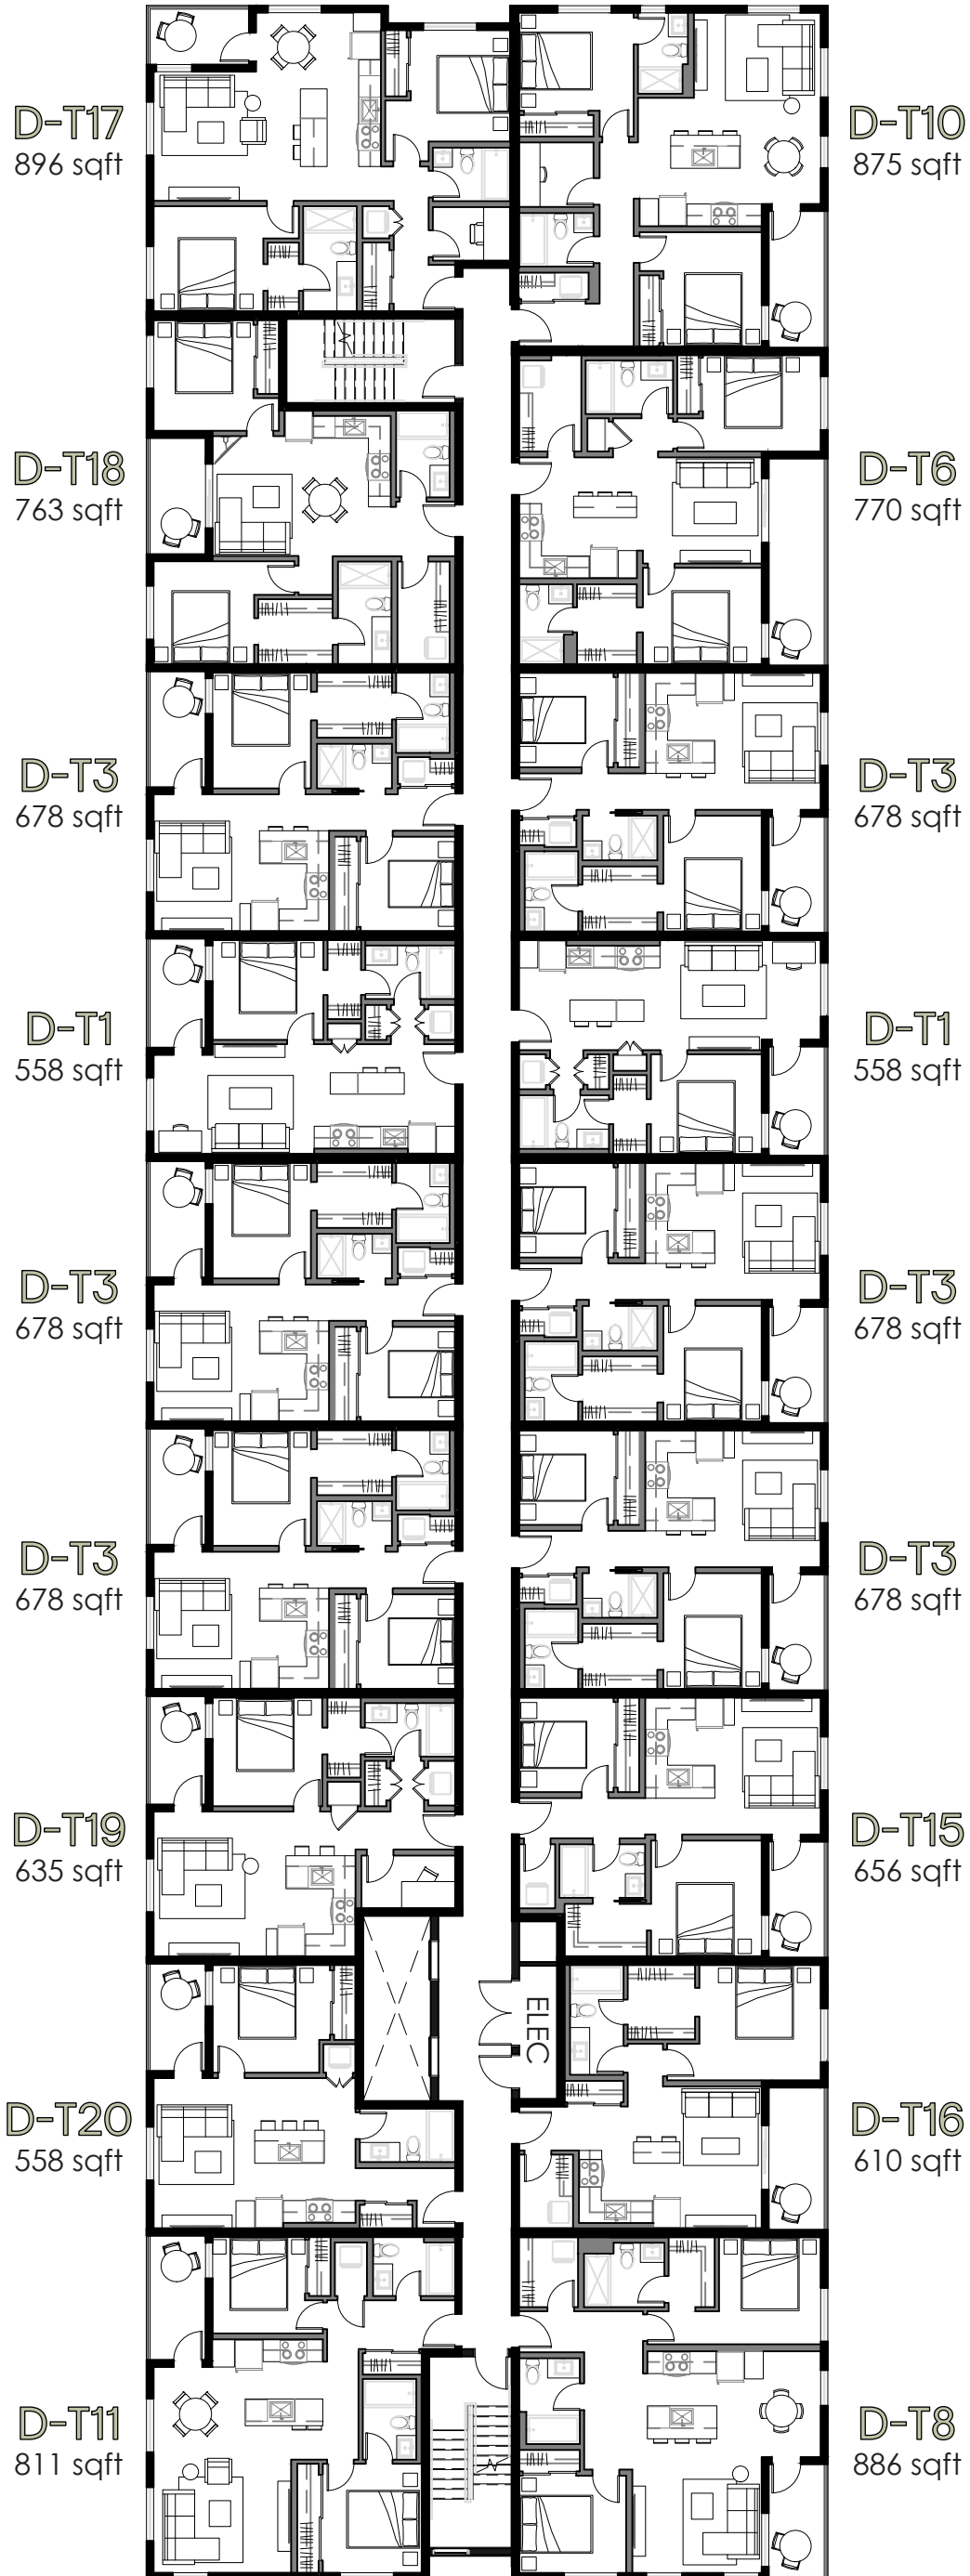 D-T17
896 sqft
D-T10
875 sqft
D-T18
763 sqft
D-T6
770 sqft
D-T3
678 sqft
D-T3
678 sqft
D-T1
558 sqft
D-T1
558 sqft
D-T3
678 sqft
D-T3
678 sqft
D-T3
678 sqft
D-T3
678 sqft
D-T19
635 sqft
D-T15
656 sqft
ELEC
D-T20
558 sqft
D-T16
610 sqft
D-T11
811 sqft
D-T8
886 sqft